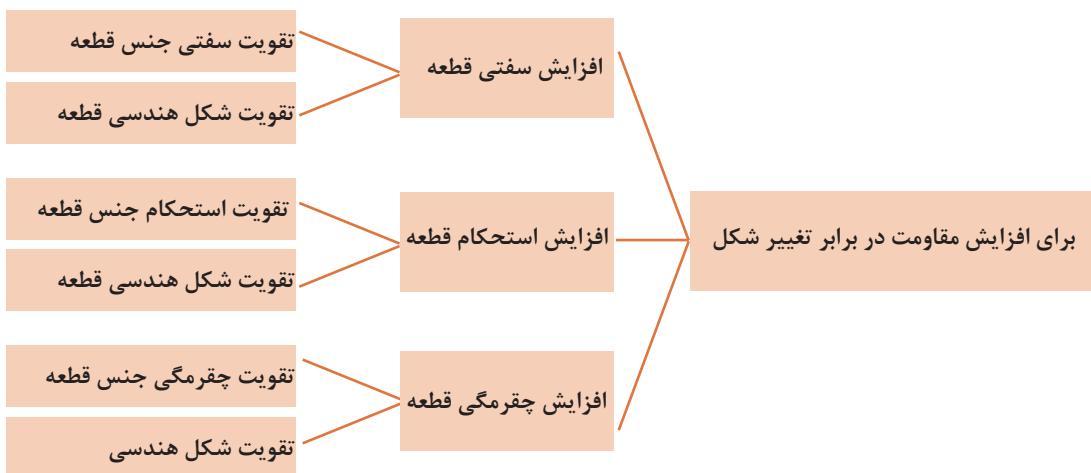 برای افزایش مقاومت در برابر تغییر شکل
افزایش سفتی قطعه
تقویت سفتی جنس قطعه
تقویت شکل هندسی قطعه
افزایش استحکام قطعه
تقویت استحکام جنس قطعه
تقویت شکل هندسی قطعه
افزایش چقرمگی قطعه
تقویت چقرمگی جنس قطعه
تقویت شکل هندسی